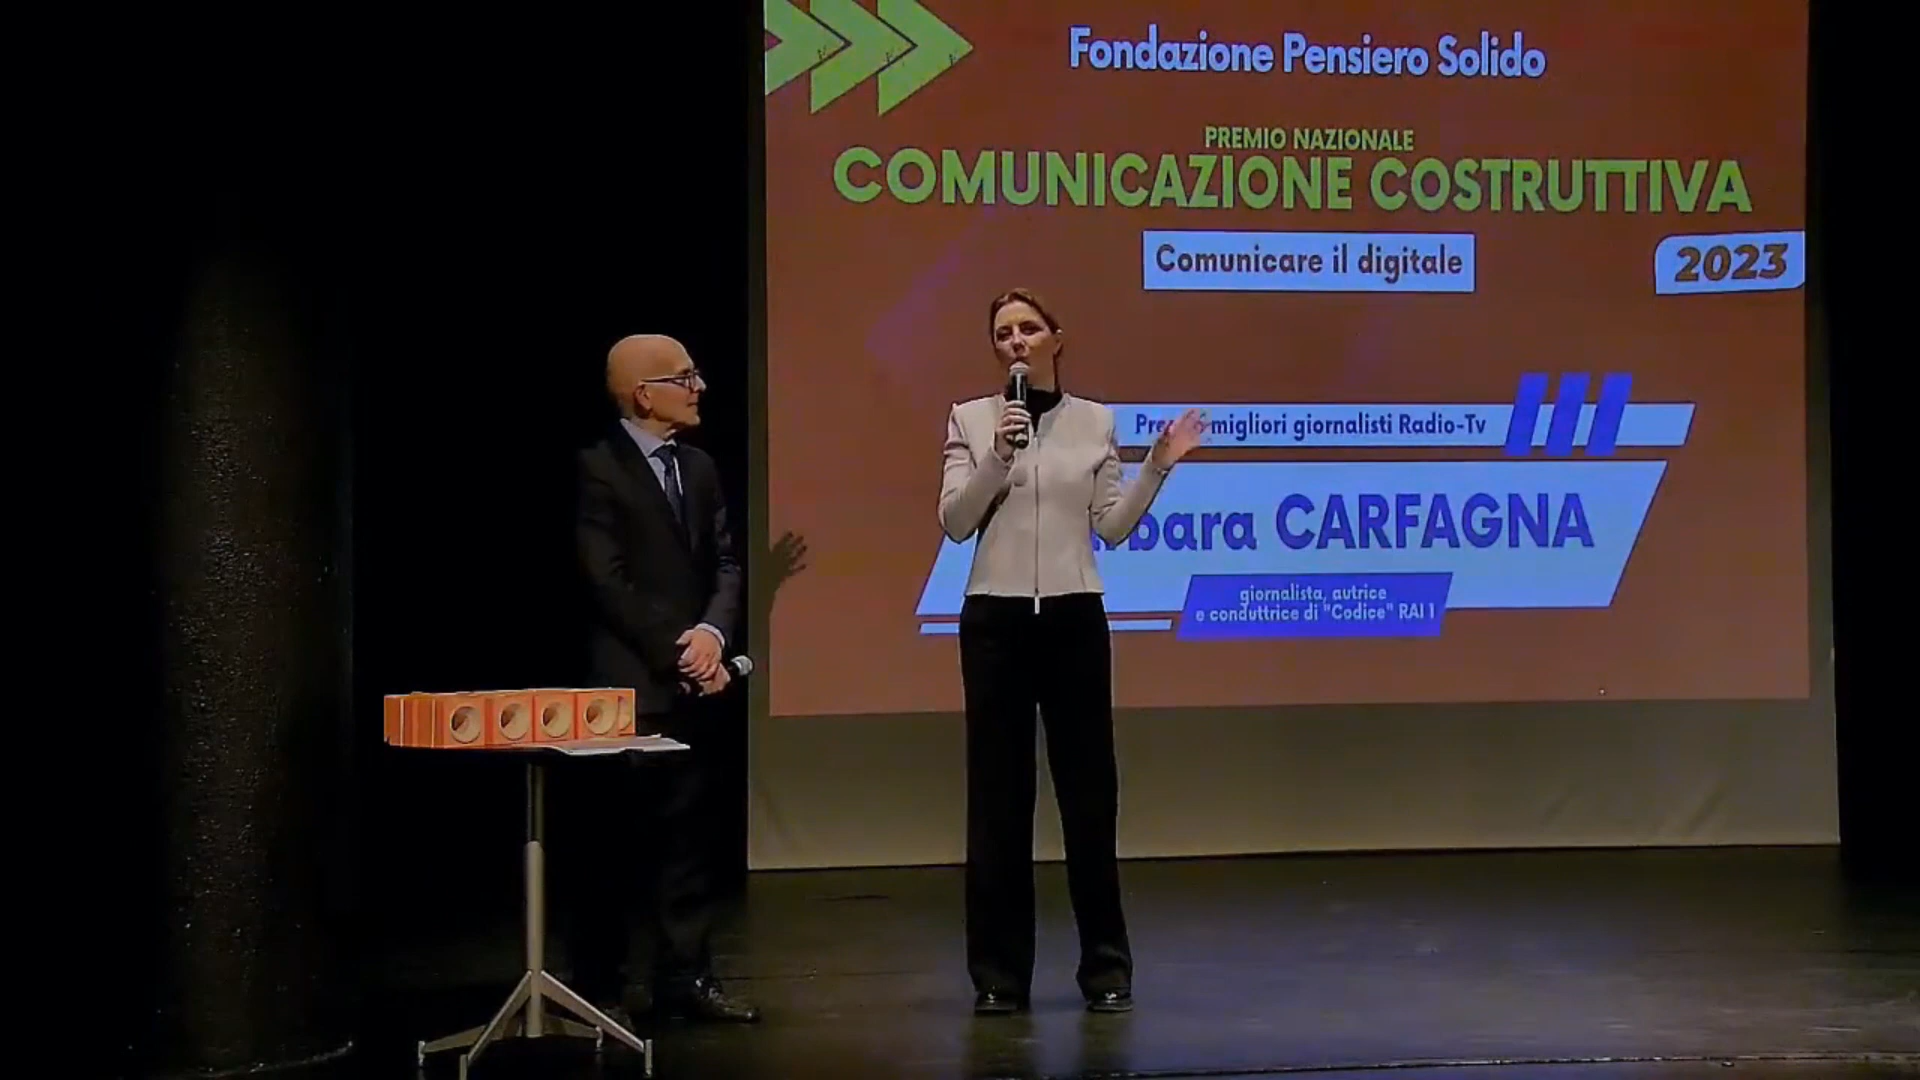 Fondazione Pensiero Solido
PREMIO NAZIONALE
COMUNICAZIONE COSTRUTTIVA
Comunicare il digitale
2023
migliori giornalisti Radio-Tv
CARFAGNA
giornalista, autrice
e conduttrice di "Codice" RAI 1